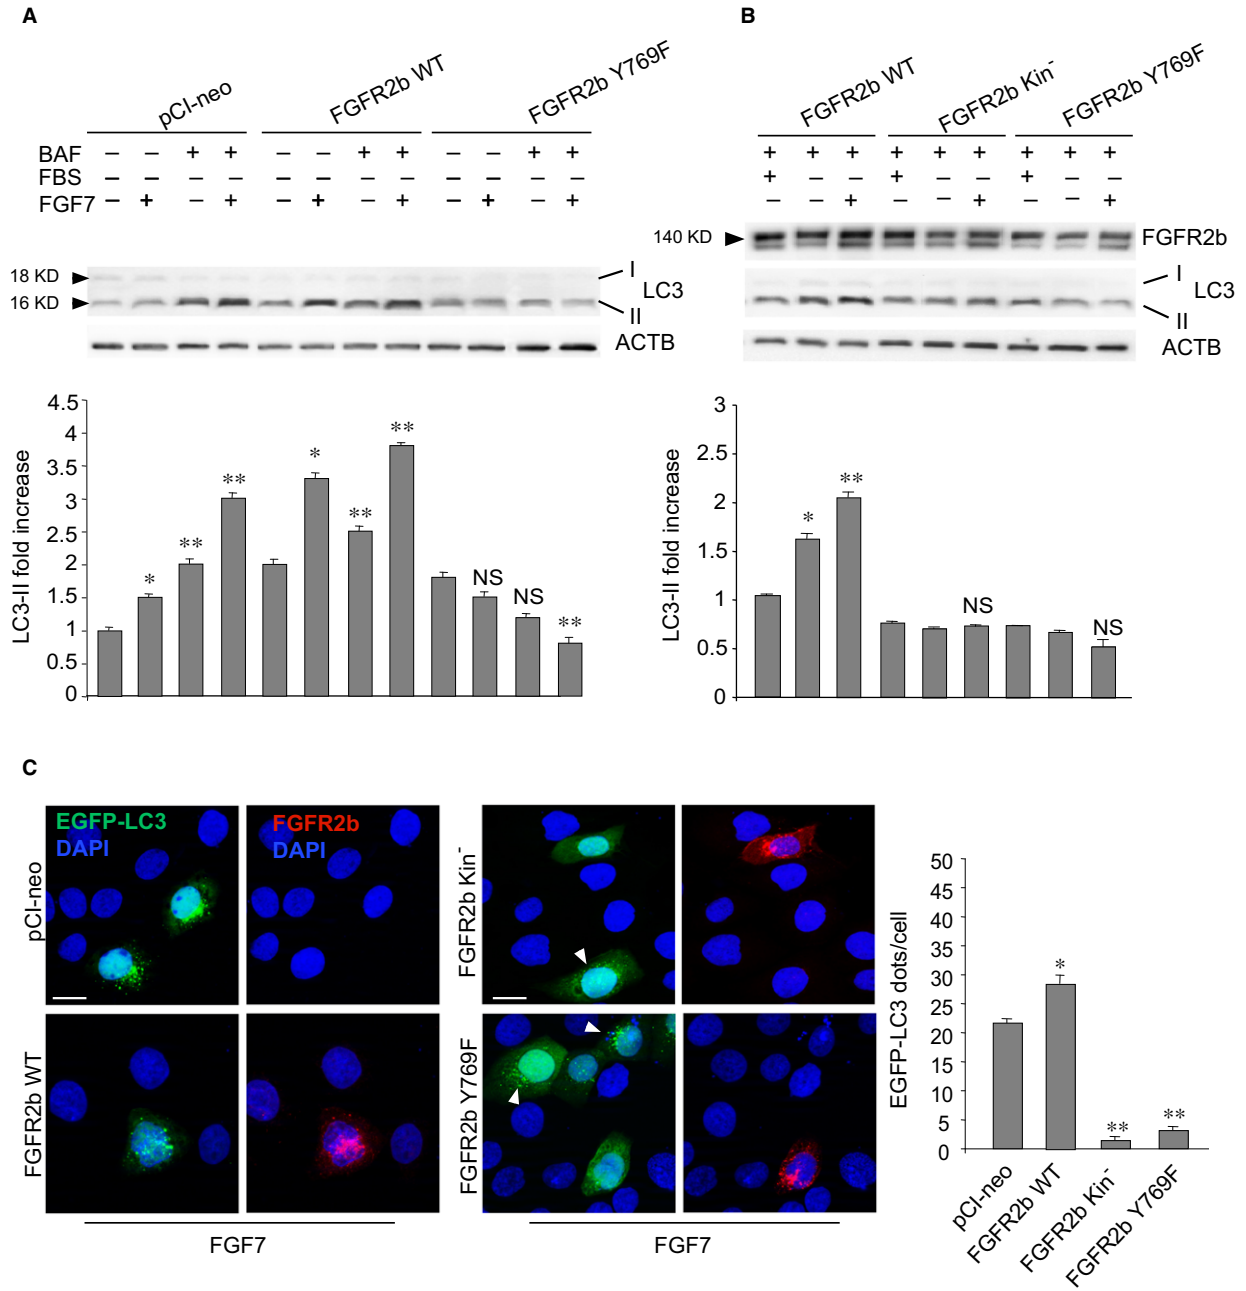 A
pCI-neo
FGFR2b WT
FGFR2b Y769F
BAF − − + + − − + + − − + +
FBS − − − − − − − − − − − −
FGF7 − + − + − + − + − + − +
18 KD
16 KD
I
LC3
II
ACTB
LC3-II fold increase
4.5
4
3.5
3
2.5
2
1.5
1
0.5
0
*
**
**
*
**
**
NS
NS
**
B
FGFR2b WT
FGFR2b Kin⁻
FGFR2b Y769F
+ + + + + + + + +
+ − − + − − + − −
− − + − − + − − +
140 KD
FGFR2b
I
LC3
II
ACTB
LC3-II fold increase
3
2.5
2
1.5
1
0.5
0
*
**
NS
NS
C
pCI-neo
EGFP-LC3
DAPI
FGFR2b
DAPI
FGFR2b WT
FGF7
FGFR2b Kin⁻
FGFR2b Y769F
FGF7
EGFP-LC3 dots/cell
50
45
40
35
30
25
20
15
10
5
0
*
**
**
pCI-neo
FGFR2b WT
FGFR2b Kin⁻
FGFR2b Y769F